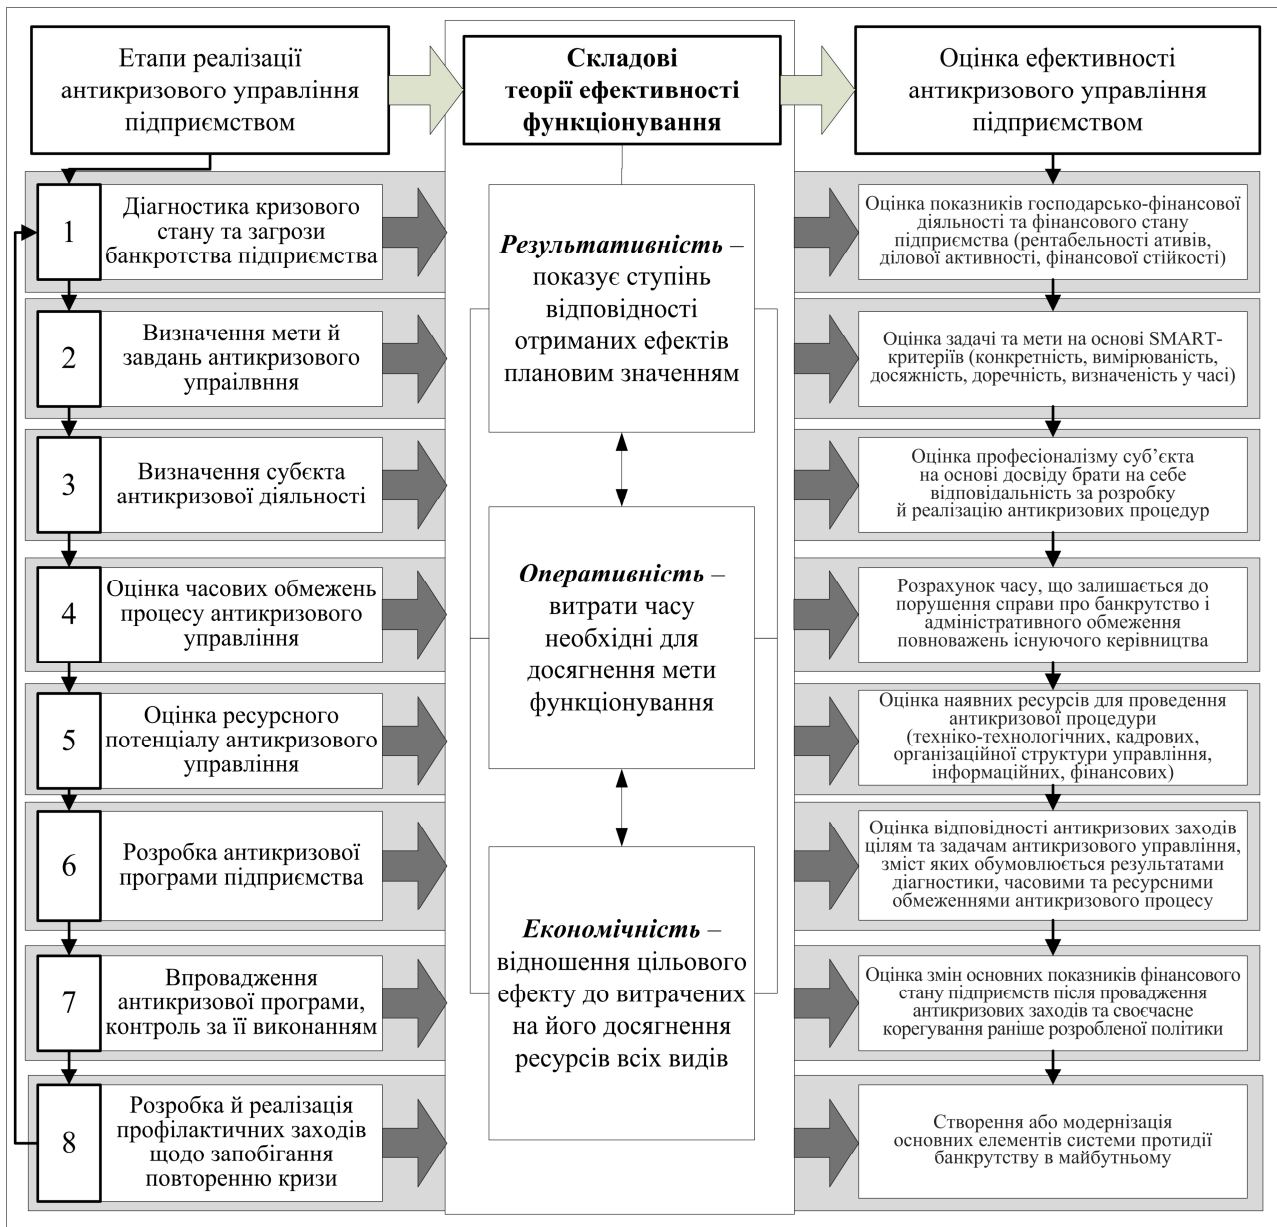 Етапи реалізації
антикризового управління
підприємством
Складові
теорії ефективності
функціонування
Оцінка ефективності
антикризового управління
підприємством
1
Діагностика кризового
стану та загрози
банкротства підприємства
2
Визначення мети й
завдань антикризового
упраілвння
3
Визначення субєкта
антикризової діяльності
4
Оцінка часових обмежень
процесу антикризового
управління
5
Оцінка ресурсного
потенціалу антикризового
управління
6
Розробка антикризової
програми підприємства
7
Впровадження
антикризової програми,
контроль за її виконанням
8
Розробка й реалізація
профілактичних заходів
щодо запобігання
повторенню кризи
Результативність –
показує ступінь
відповідності
отриманих ефектів
плановим значенням
Оперативність –
витрати часу
необхідні для
досягнення мети
функціонування
Економічність –
відношення цільового
ефекту до витрачених
на його досягнення
ресурсів всіх видів
Оцінка показників господарсько-фінансової
діяльності та фінансового стану
підприємства (рентабельності ативів,
ділової активності, фінансової стійкості)
Оцінка задачі та мети на основі SMART-
критеріїв (конкретність, вимірюваність,
досяжність, доречність, визначеність у часі)
Оцінка професіоналізму суб’єкта
на основі досвіду брати на себе
відповідальність за розробку
й реалізацію антикризових процедур
Розрахунок часу, що залишається до
порушення справи про банкрутство і
адміністративного обмеження
повноважень існуючого керівництва
Оцінка наявних ресурсів для проведення
антикризової процедури
(техніко-технологічних, кадрових,
організаційної структури управління,
інформаційних, фінансових)
Оцінка відповідності антикризових заходів
цілям та задачам антикризового управління,
зміст яких обумовлюється результатами
діагностики, часовими та ресурсними
обмеженнями антикризового процесу
Оцінка змін основних показників фінансового
стану підприємств після провадження
антикризових заходів та своєчасне
корегування раніше розробленої політики
Створення або модернізація
основних елементів системи протидії
банкрутству в майбутньому